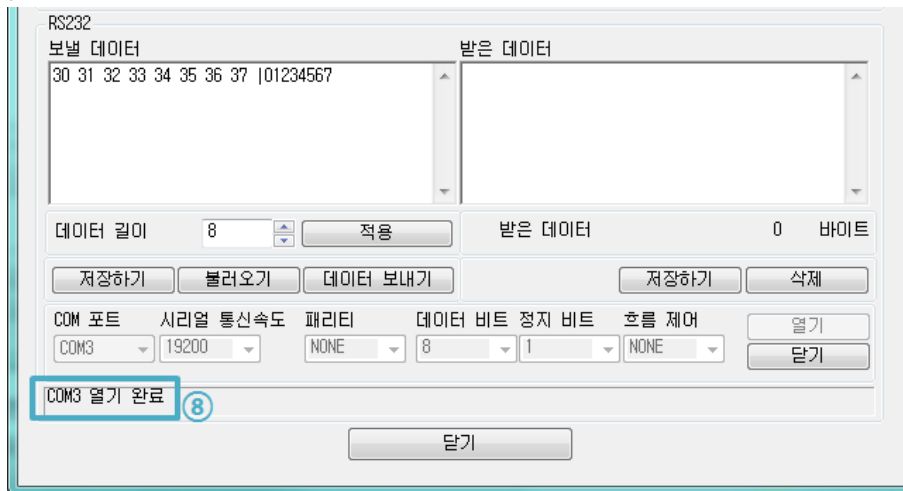 RS232
보낼 데이터 받은 데이터
30 31 32 33 34 35 36 37 |01234567
데이터 길이 8 적용 받은 데이터 0 바이트
저장하기 불러오기 데이터 보내기 저장하기 삭제
COM 포트 시리얼 통신속도 패리티 데이터 비트 정지 비트 흐름 제어 열기
COM3 19200 NONE 8 1 NONE 닫기
COM3 열기 완료 ⑧
닫기